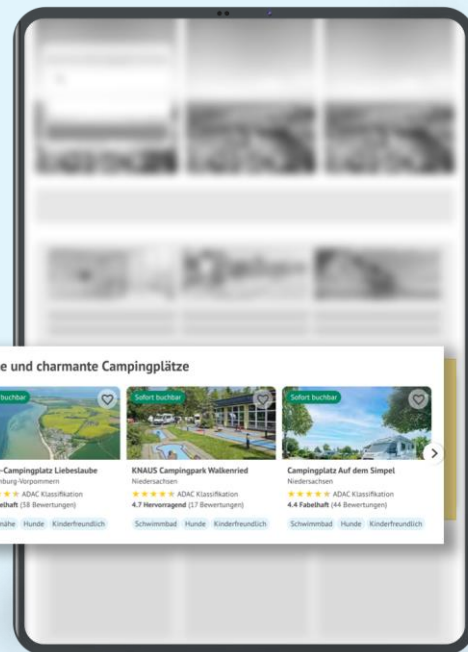 e und charmante Campingplätze
buchbar
Sofort buchbar
Sofort buchbar
-Campingplatz Liebeslaube
nburg-Vorpommern
ADAC Klassifikation
elhaft (38 Bewertungen)
nähe Hunde Kinderfreundlich
KNAUS Campingpark Walkenried
Niedersachsen
ADAC Klassifikation
4.7 Hervorragend (17 Bewertungen)
Schwimmbad Hunde Kinderfreundlich
Campingplatz Auf dem Simpel
Niedersachsen
ADAC Klassifikation
4.4 Fabelhaft (44 Bewertungen)
Schwimmbad Hunde Kinderfreundlich